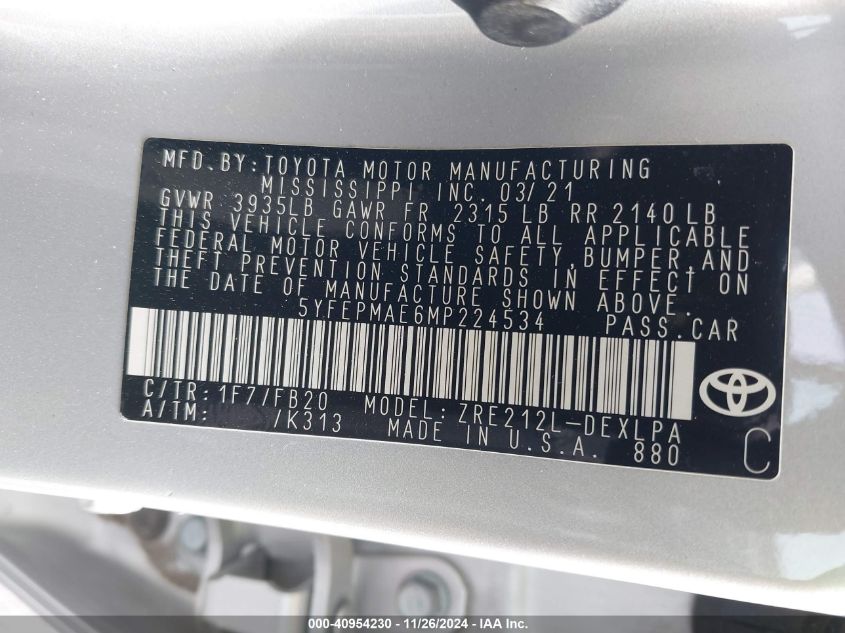 MFD. BY: TOYOTA MOTOR MANUFACTURING
MISSISSIPPI INC. 03/21
GVWR 3935LB GAWR FR 2315 LB RR 2140 LB
THIS VEHICLE CONFORMS TO ALL APPLICABLE
FEDERAL MOTOR VEHICLE SAFETY, BUMPER, AND
THEFT PREVENTION STANDARDS IN EFFECT ON
THE DATE OF MANUFACTURE SHOWN ABOVE.
5YFEPMAE6MP224534 PASS. CAR
C/TR: 1F7/FB20 MODEL: ZRE212L-DEXLPA
A/TM: /K313 MADE IN U.S.A. 880
C
000-40954230 - 11/26/2024 - IAA Inc.